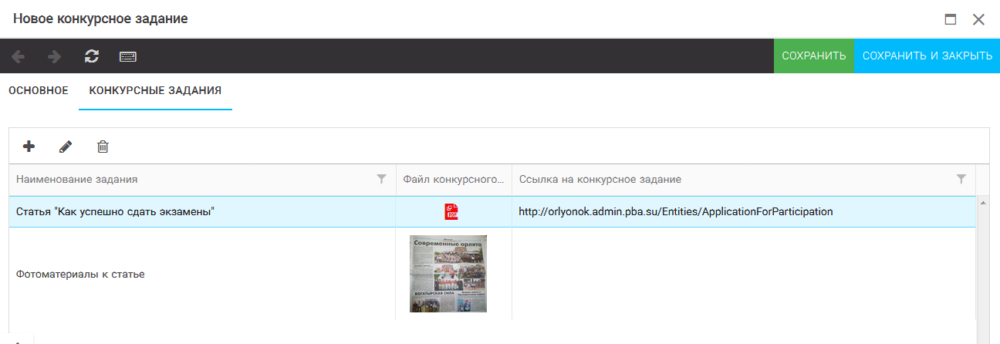 Новое конкурсное задание
СОХРАНИТЬ СОХРАНИТЬ И ЗАКРЫТЬ
ОСНОВНОЕ КОНКУРСНЫЕ ЗАДАНИЯ
Наименование задания Файл конкурсного... Ссылка на конкурсное задание
Статья "Как успешно сдать экзамены" PDF http://orlyonok.admin.pba.su/Entities/ApplicationForParticipation
Современные орлята
Фотоматериалы к статье
БОГАТЫРСКАЯ СИЛА